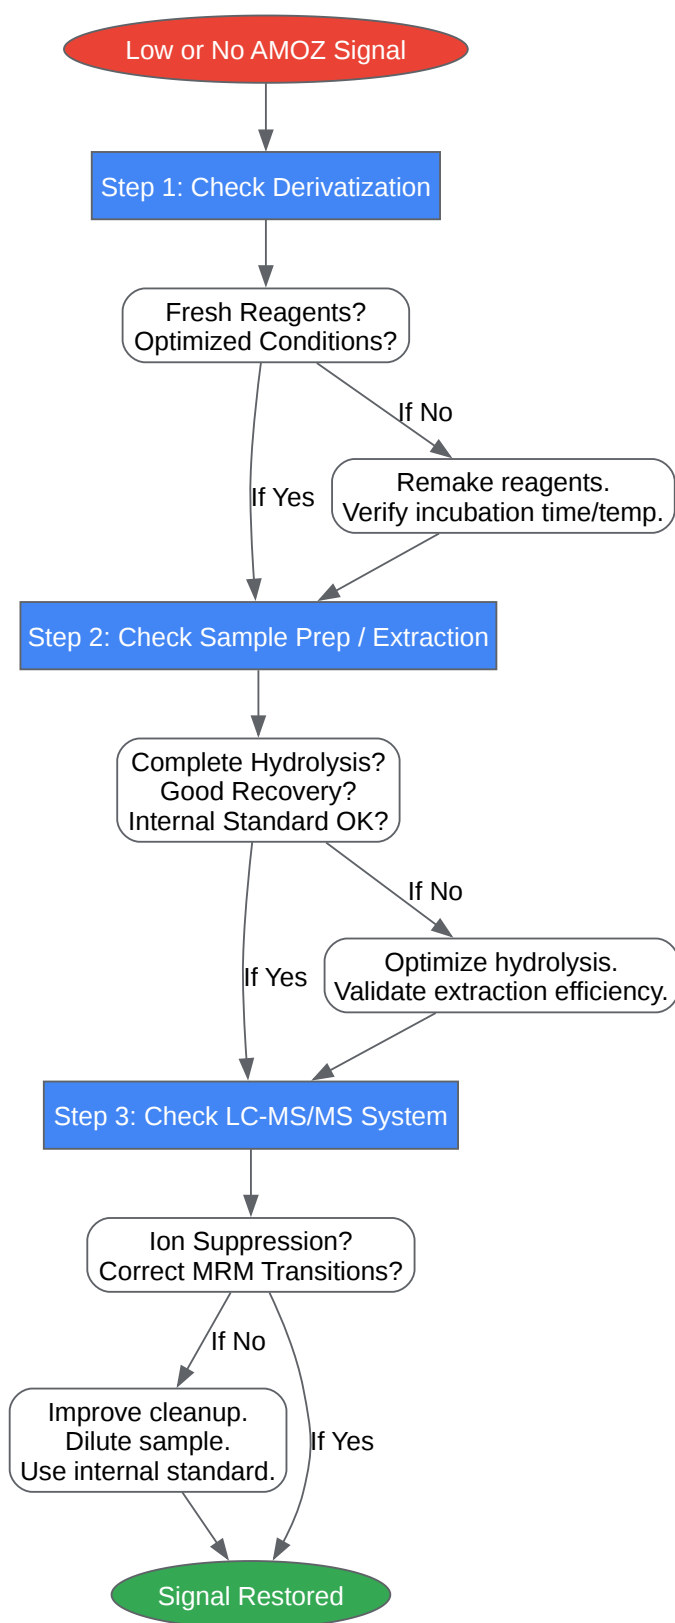 Low or No AMOZ Signal
Step 1: Check Derivatization
Fresh Reagents?
Optimized Conditions?
If No
If Yes
Remake reagents.
Verify incubation time/temp.
Step 2: Check Sample Prep / Extraction
Complete Hydrolysis?
Good Recovery?
Internal Standard OK?
If No
If Yes
Optimize hydrolysis.
Validate extraction efficiency.
Step 3: Check LC-MS/MS System
Ion Suppression?
Correct MRM Transitions?
If No
If Yes
Improve cleanup.
Dilute sample.
Use internal standard.
Signal Restored